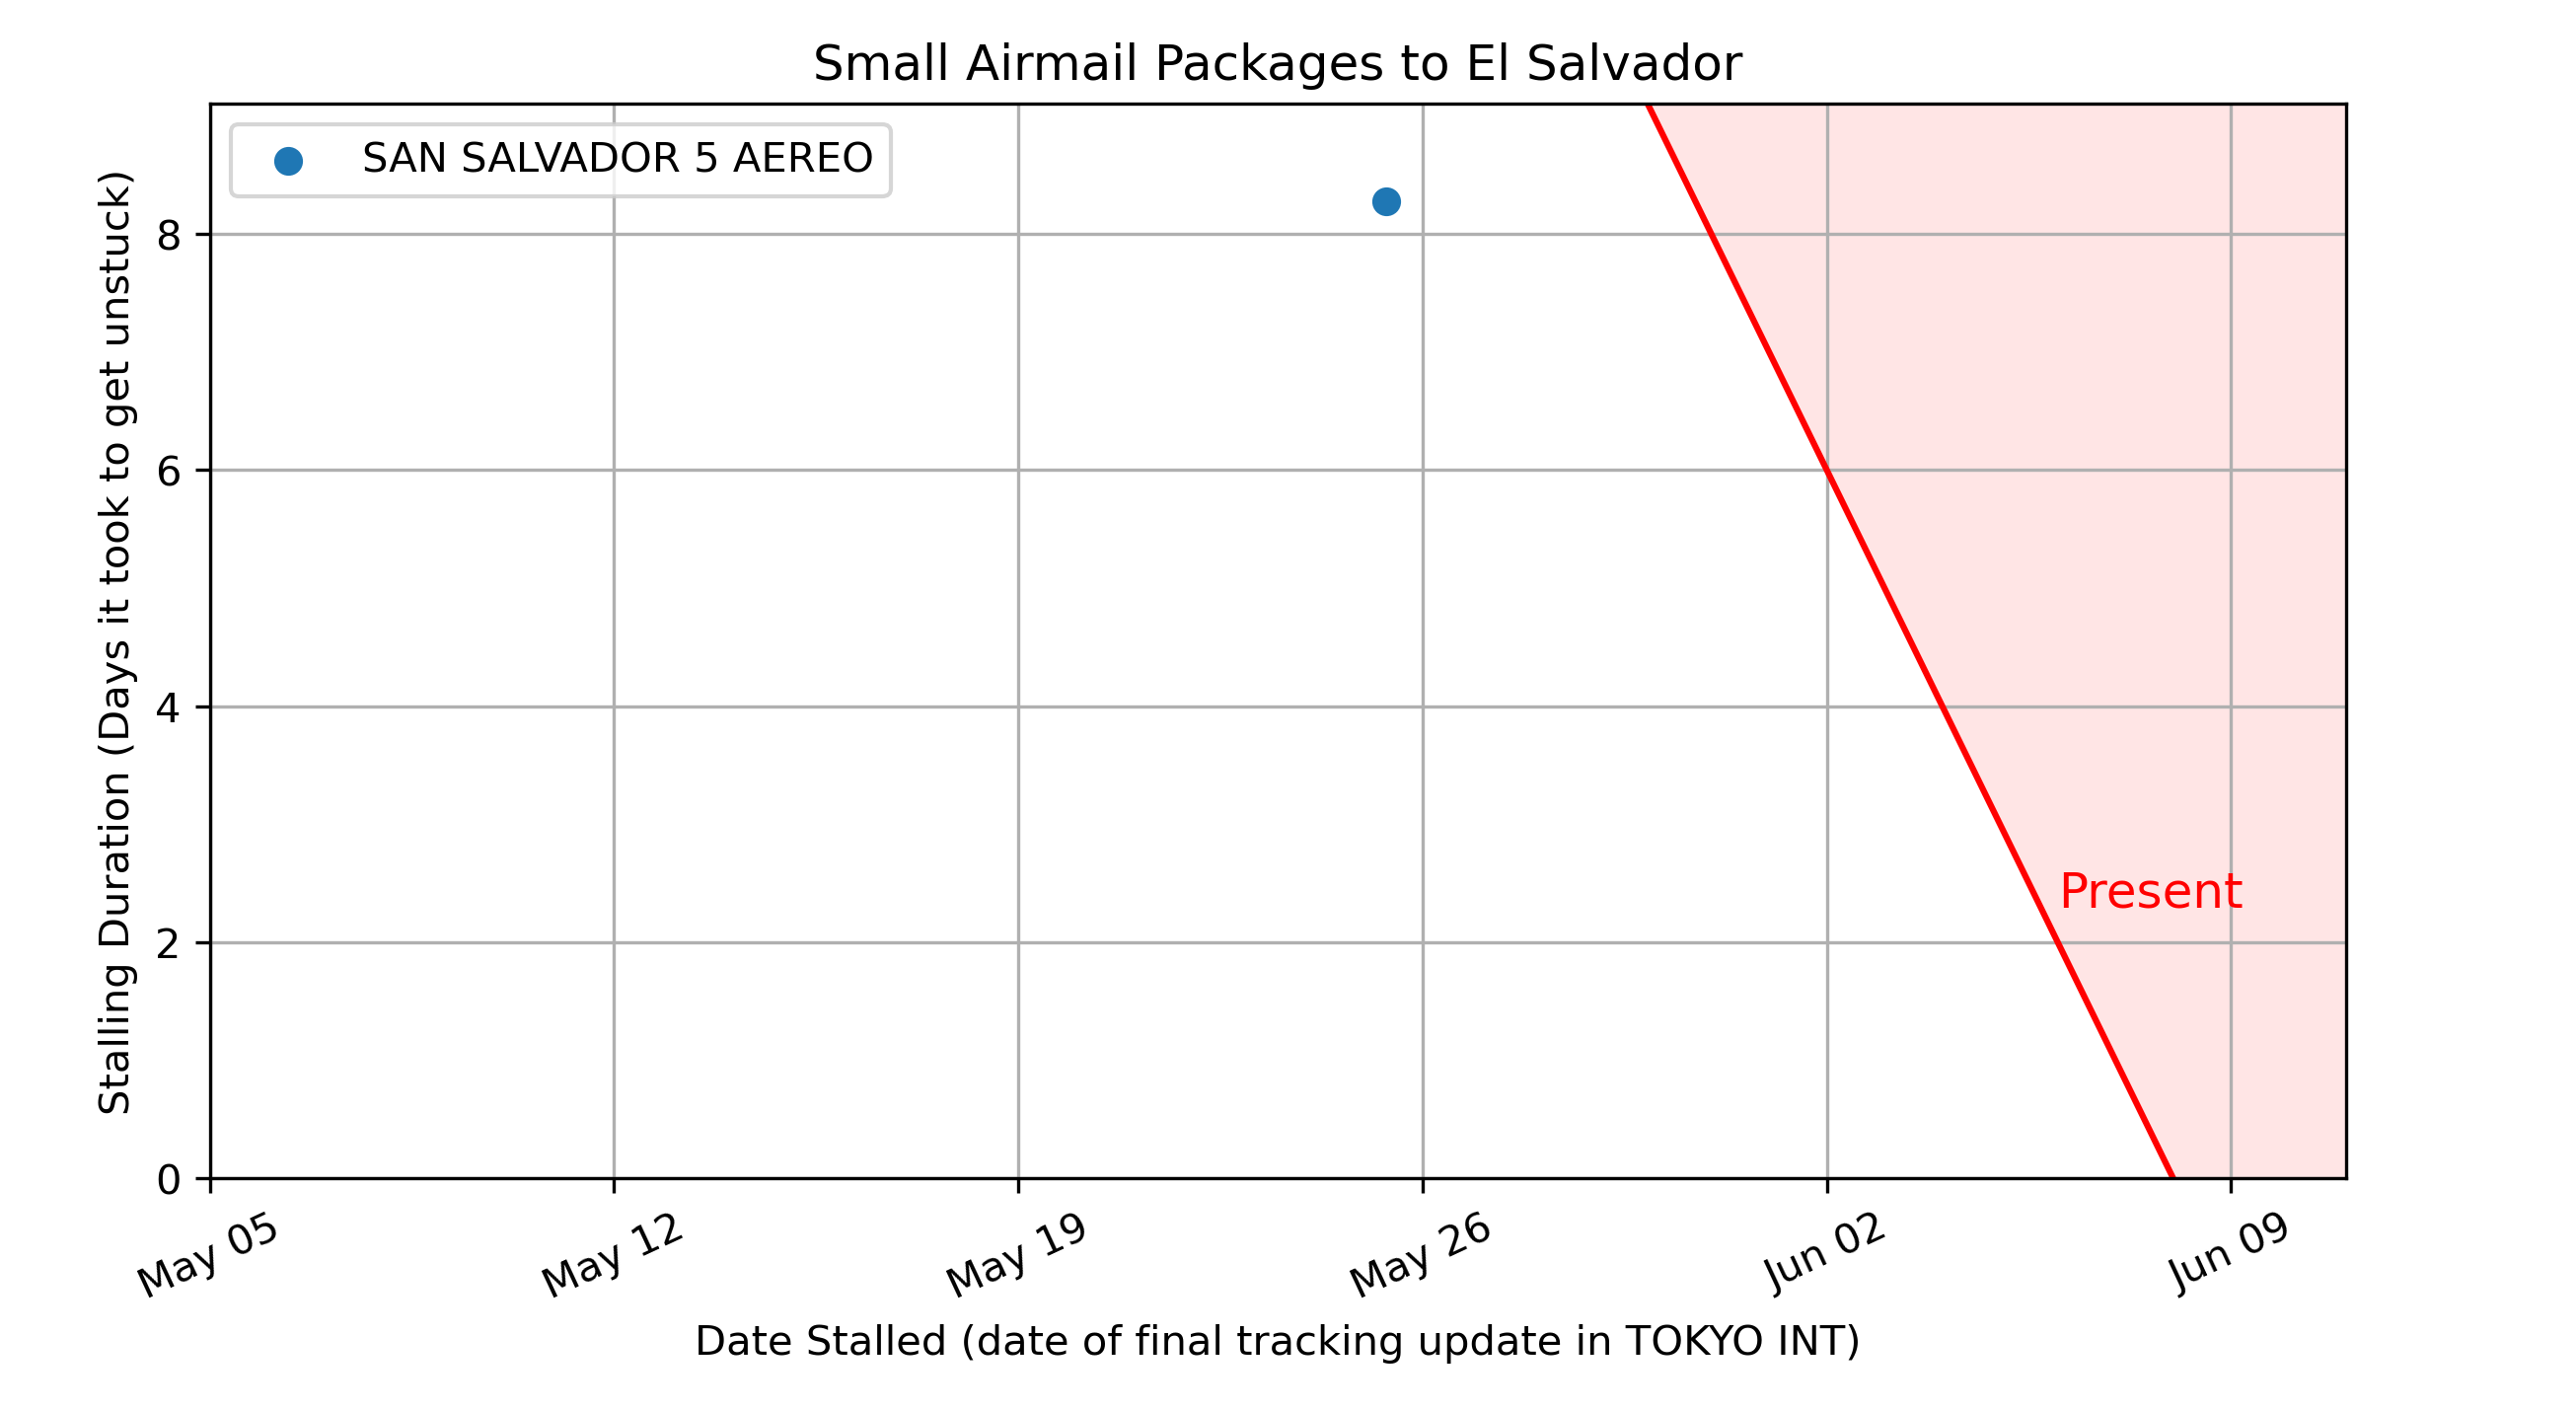 Small Airmail Packages to El Salvador
SAN SALVADOR 5 AEREO
Stalling Duration (Days it took to get unstuck)
8
6
4
2
0
Present
May 05
May 12
May 19
May 26
Jun 02
Jun 09
Date Stalled (date of final tracking update in TOKYO INT)